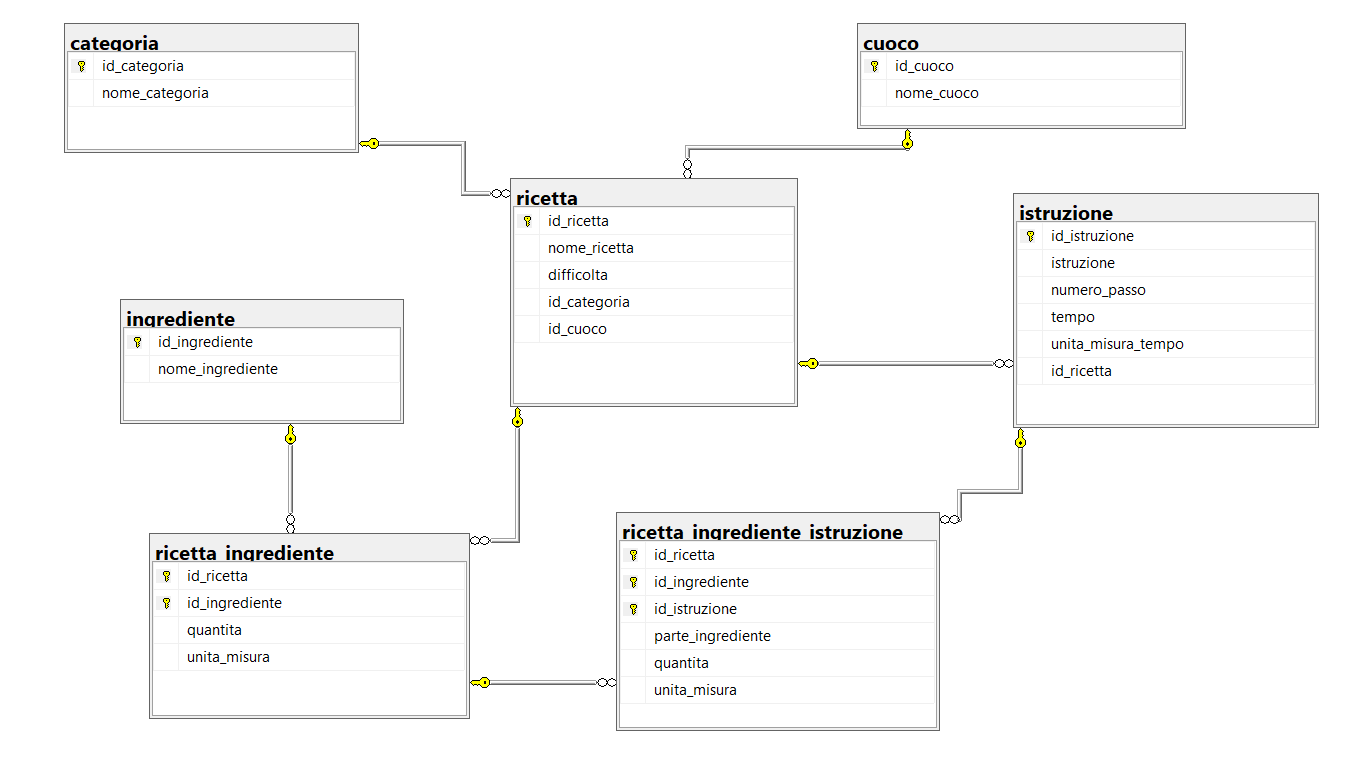 categoria
id_categoria
nome_categoria
cuoco
id_cuoco
nome_cuoco
ricetta
id_ricetta
nome_ricetta
difficolta
id_categoria
id_cuoco
istruzione
id_istruzione
istruzione
numero_passo
tempo
unita_misura_tempo
id_ricetta
ingrediente
id_ingrediente
nome_ingrediente
ricetta_ingrediente
id_ricetta
id_ingrediente
quantita
unita_misura
ricetta_ingrediente_istruzione
id_ricetta
id_ingrediente
id_istruzione
parte_ingrediente
quantita
unita_misura